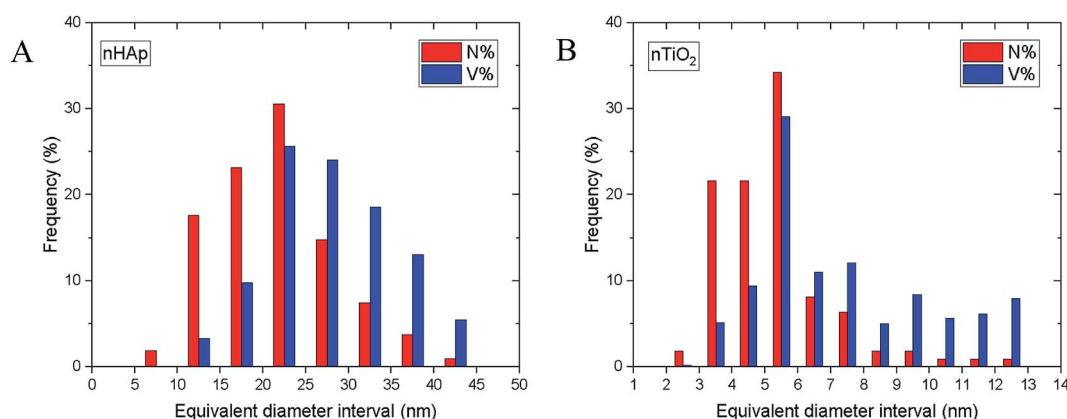 A
nHAp
N%
V%
40
30
20
10
0
Frequency (%)
0 5 10 15 20 25 30 35 40 45 50
Equivalent diameter interval (nm)
B
nTiO₂
N%
V%
40
30
20
10
0
Frequency (%)
1 2 3 4 5 6 7 8 9 10 11 12 13 14
Equivalent diameter interval (nm)